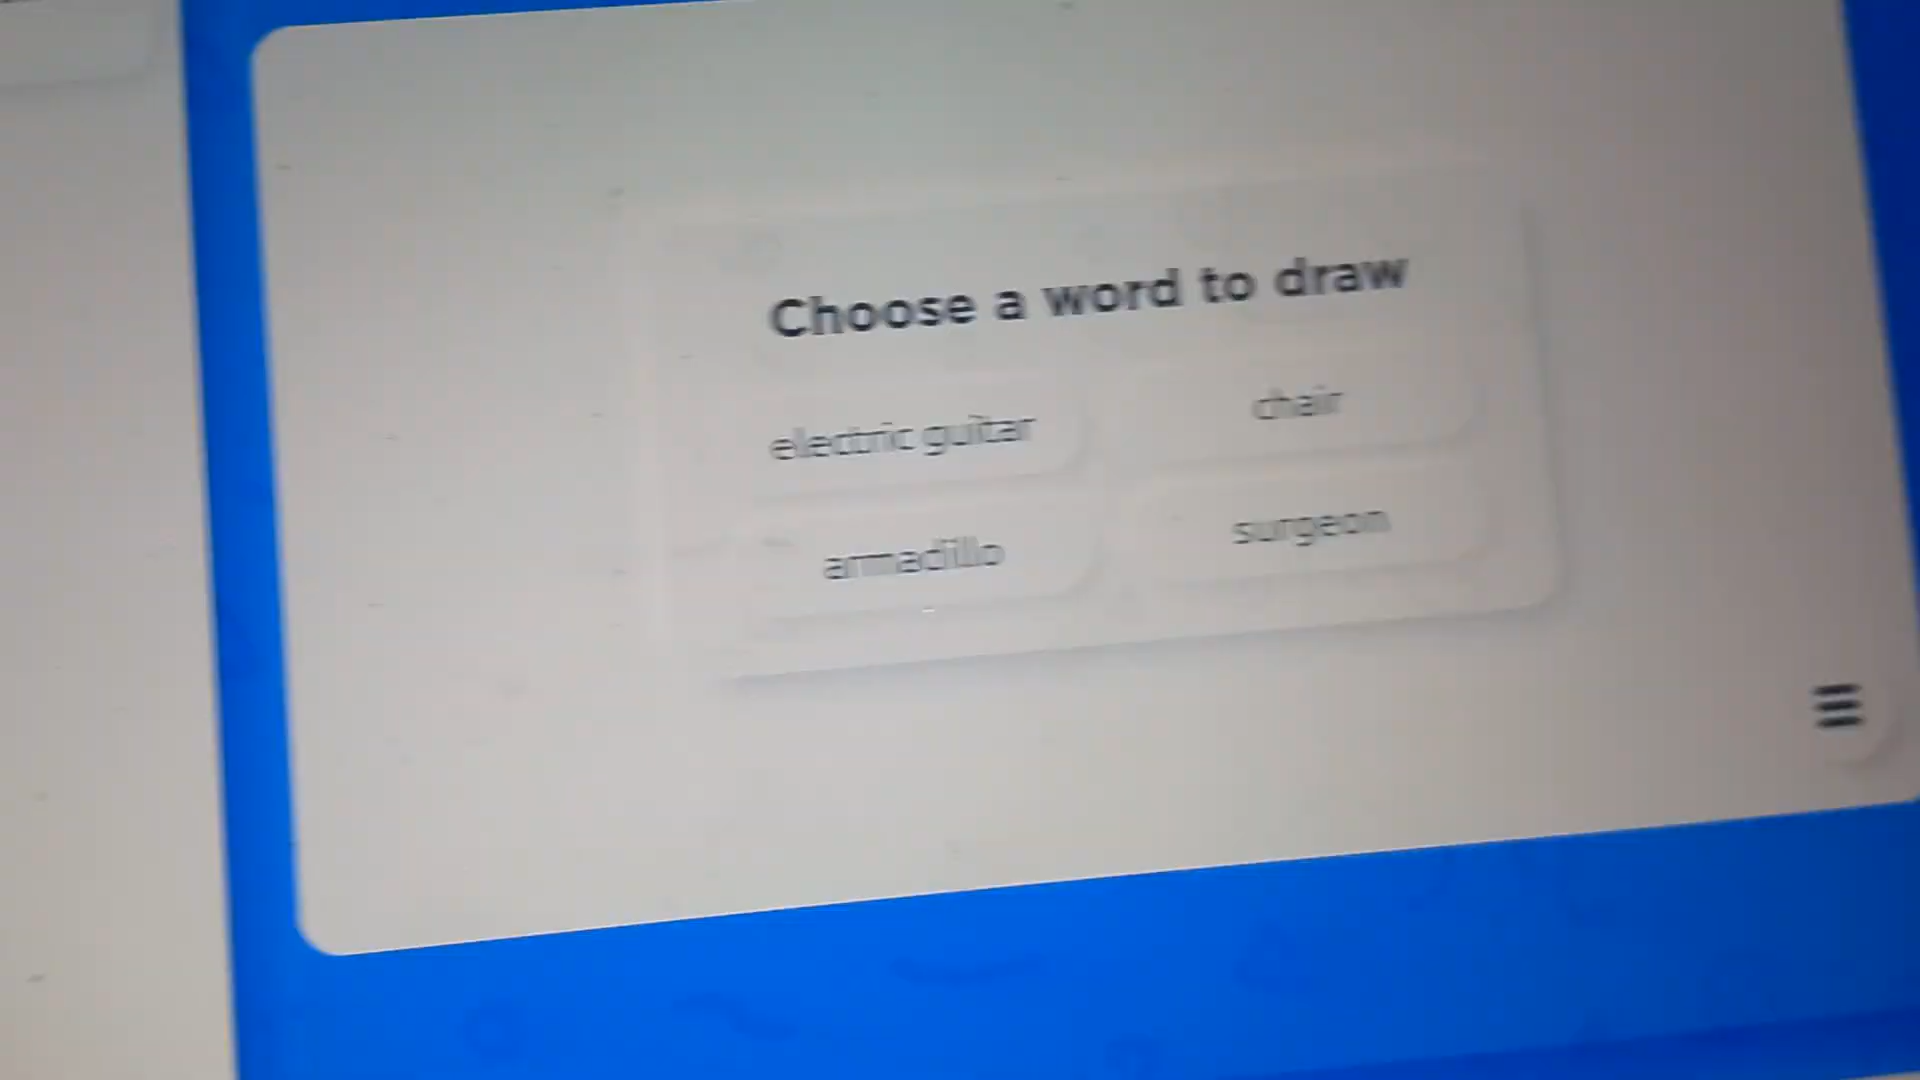 Choose a word to draw
electric guitar
chair
armadillo
surgeon